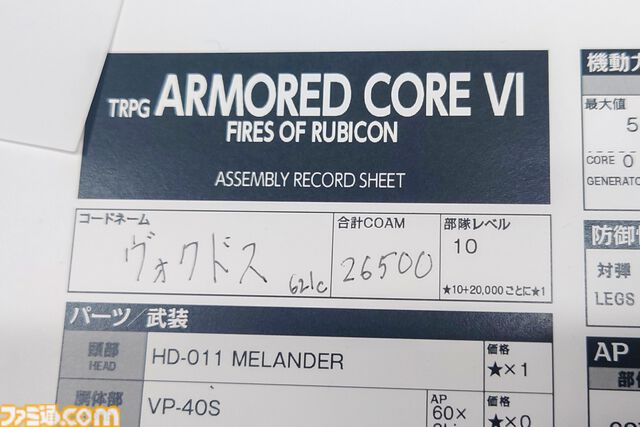 TRPG ARMORED CORE VI
FIRES OF RUBICON
ASSEMBLY RECORD SHEET
コードネーム
ヴォクドス 621c
合計COAM
26500
部隊レベル
10
★10+20,000ごとに★1
パーツ/武装
頭部
HEAD
HD-011 MELANDER
価格
★×1
胴体部
VP-40S
AP
60×
価格
★×0
機動力
最大値
5
CORE 0
GENERATO
防御
対弾
LEGS
AP
部
ファミ通.com